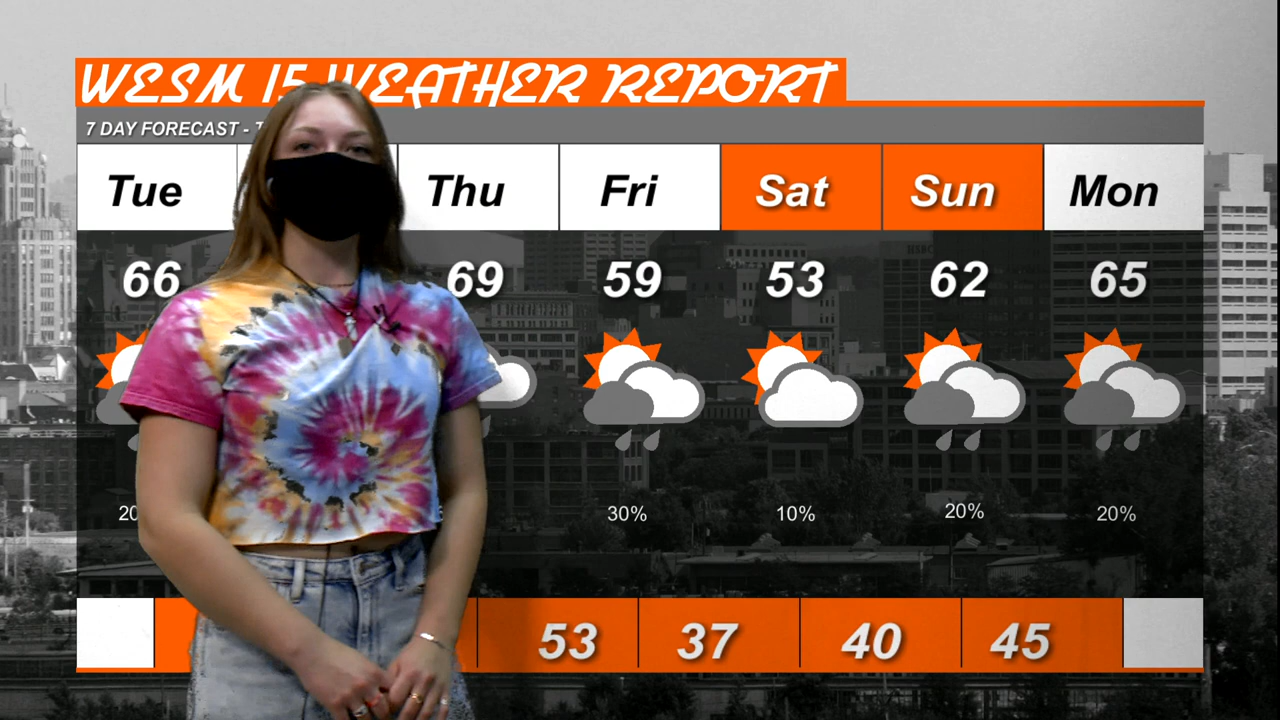 WESM 15 WEATHER REPORT
7 DAY FORECAST -
Tue Thu Fri Sat Sun Mon
66 69 59 53 62 65
30% 10% 20% 20%
53 37 40 45